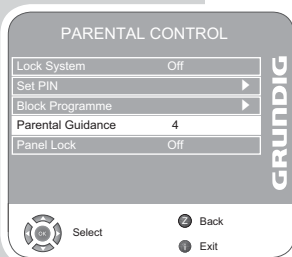 PARENTAL CONTROL
Lock System Off
Set PIN
Block Programme
Parental Guidance 4
Panel Lock Off
GRUNDIG
OK Select
Z Back
i Exit